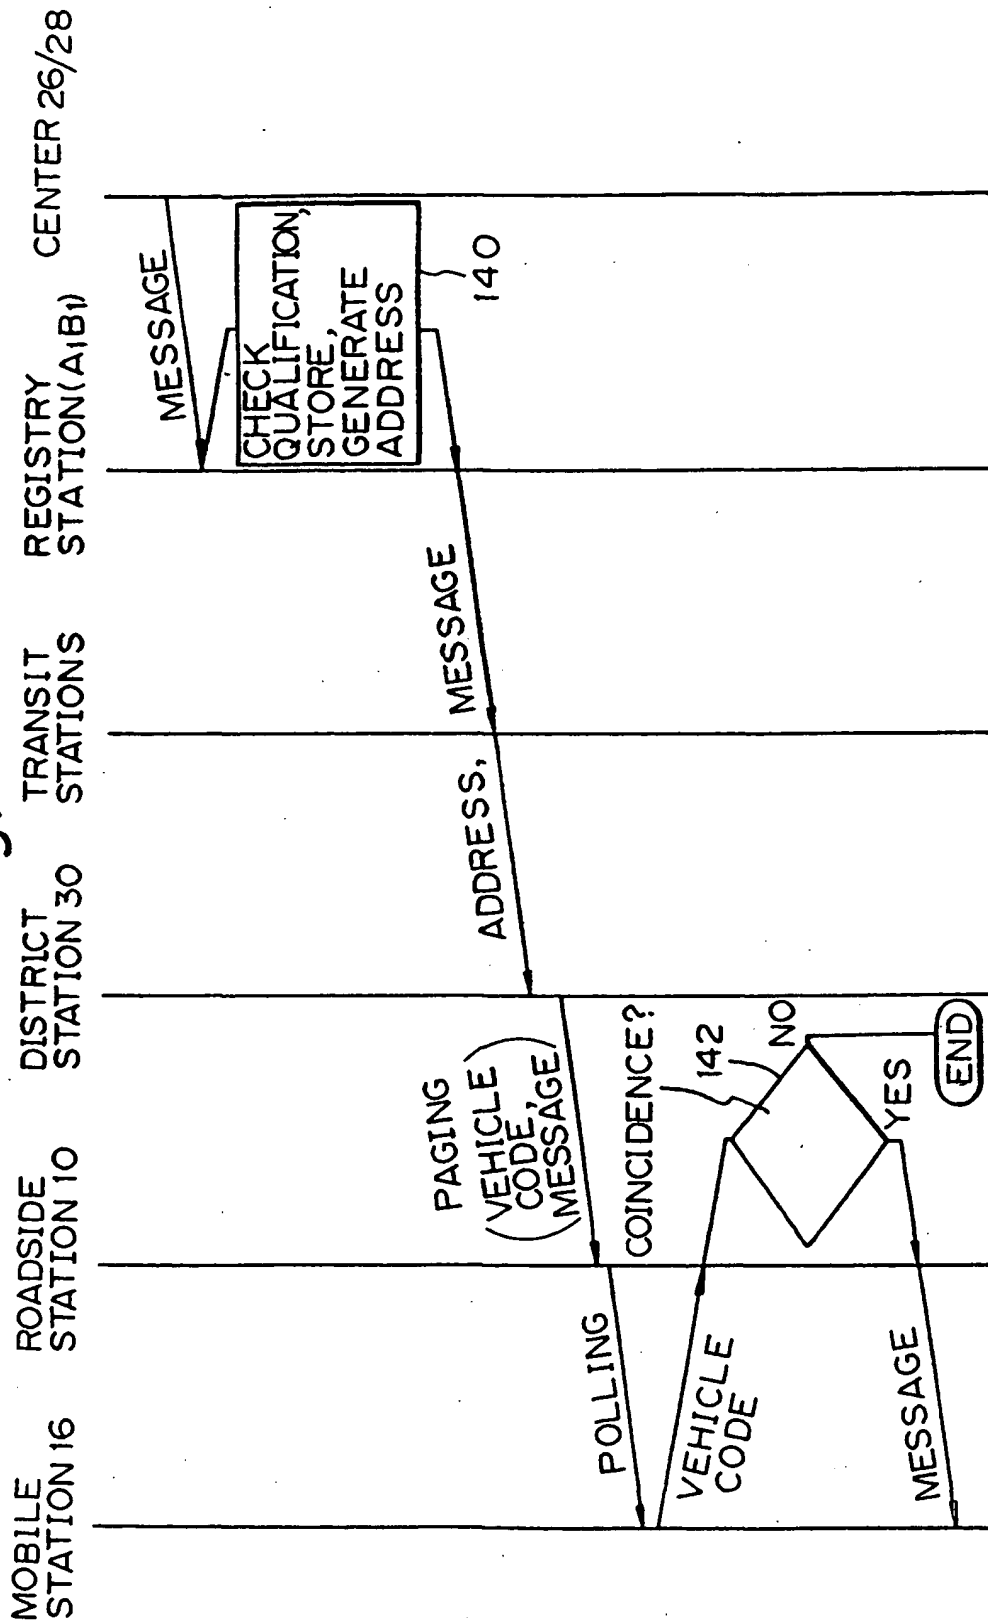 MOBILE
STATION 16
ROADSIDE
STATION 10
DISTRICT
STATION 30
TRANSIT
STATIONS
REGISTRY
STATION(A1B1)
CENTER 26/28
MESSAGE
CHECK
QUALIFICATION,
STORE,
GENERATE
ADDRESS
140
ADDRESS, MESSAGE
PAGING
(VEHICLE
CODE,
MESSAGE)
POLLING
COINCIDENCE?
142
VEHICLE
CODE
NO
YES
MESSAGE
END